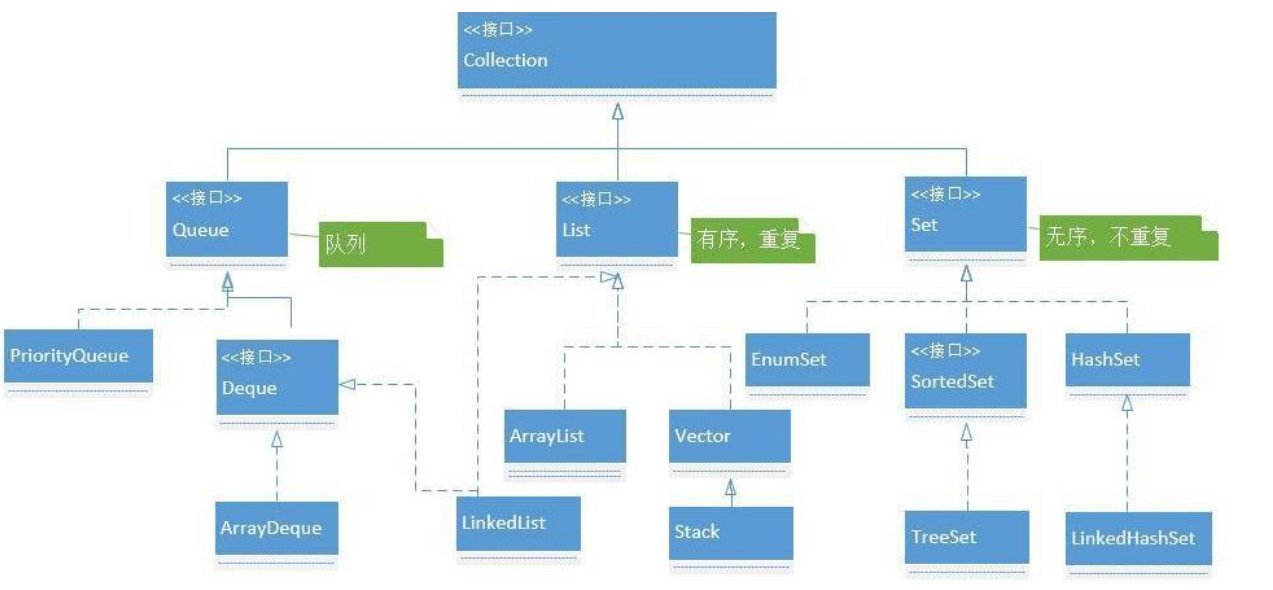 <<接口>>
Collection
<<接口>>
Queue
队列
<<接口>>
List
有序，重复
<<接口>>
Set
无序，不重复
PriorityQueue
<<接口>>
Deque
EnumSet
<<接口>>
SortedSet
HashSet
ArrayList
Vector
ArrayDeque
LinkedList
Stack
TreeSet
LinkedHashSet